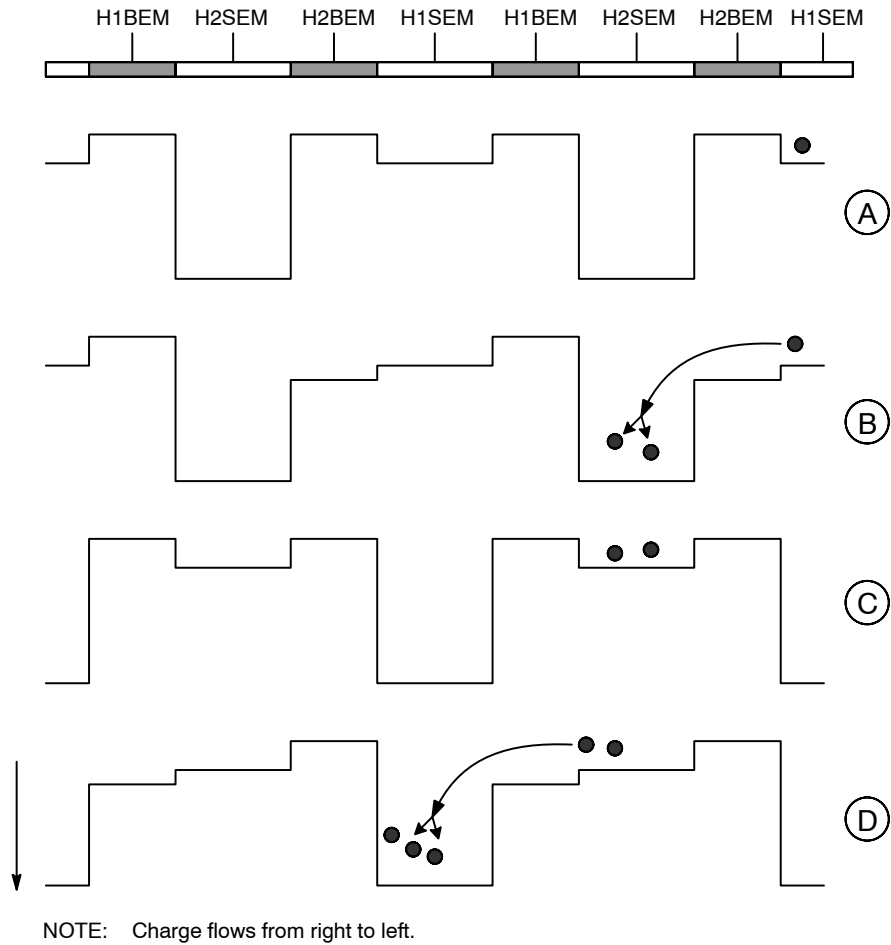 H1BEM H2SEM H2BEM H1SEM H1BEM H2SEM H2BEM H1SEM
A
B
C
D
NOTE: Charge flows from right to left.